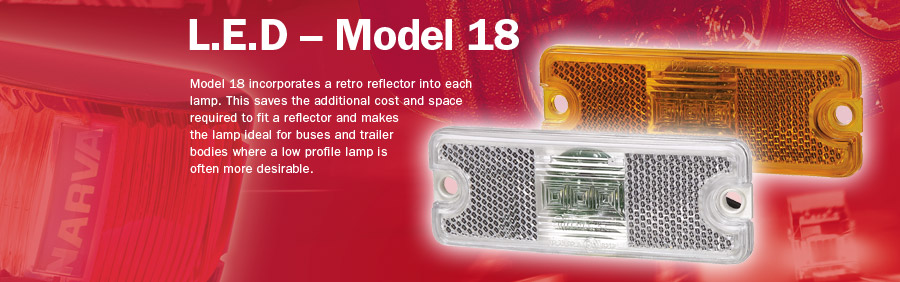 L.E.D – Model 18
Model 18 incorporates a retro reflector into each
lamp. This saves the additional cost and space
required to fit a reflector and makes
the lamp ideal for buses and trailer
bodies where a low profile lamp is
often more desirable.
NARVA